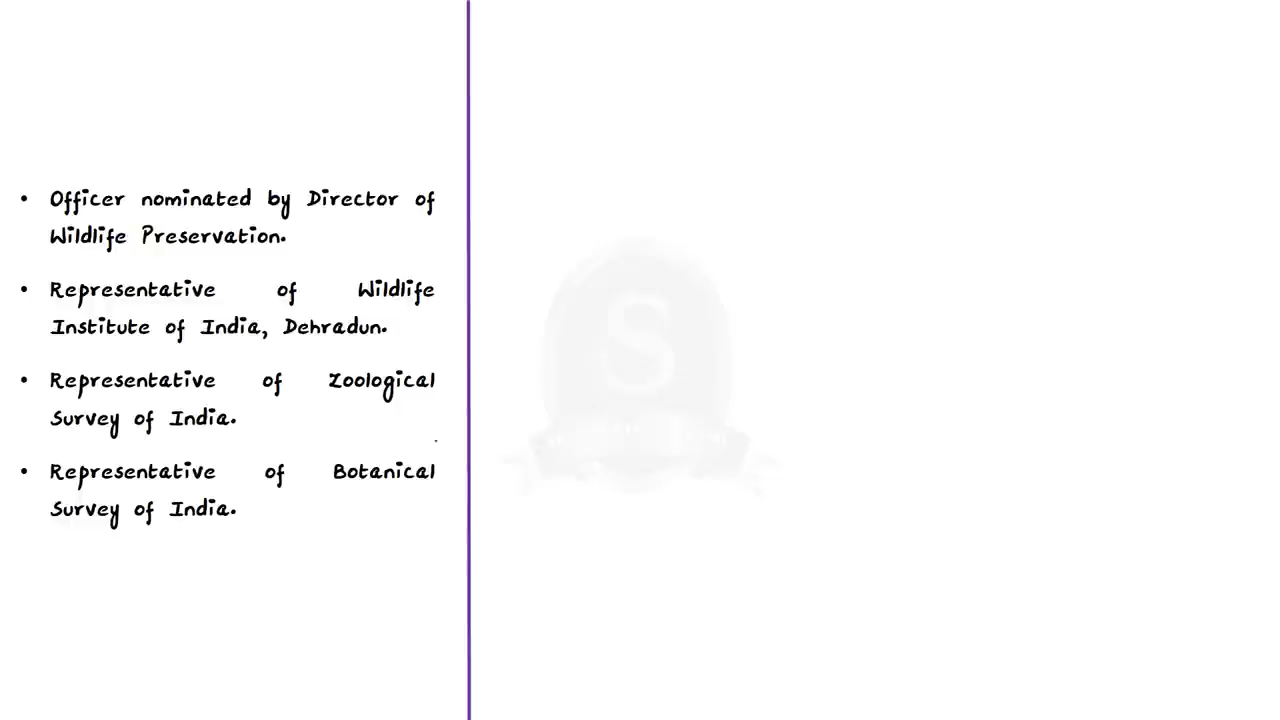 • Officer nominated by Director of
Wildlife Preservation.
• Representative of Wildlife
Institute of India, Dehradun.
• Representative of Zoological
Survey of India.
• Representative of Botanical
Survey of India.
S